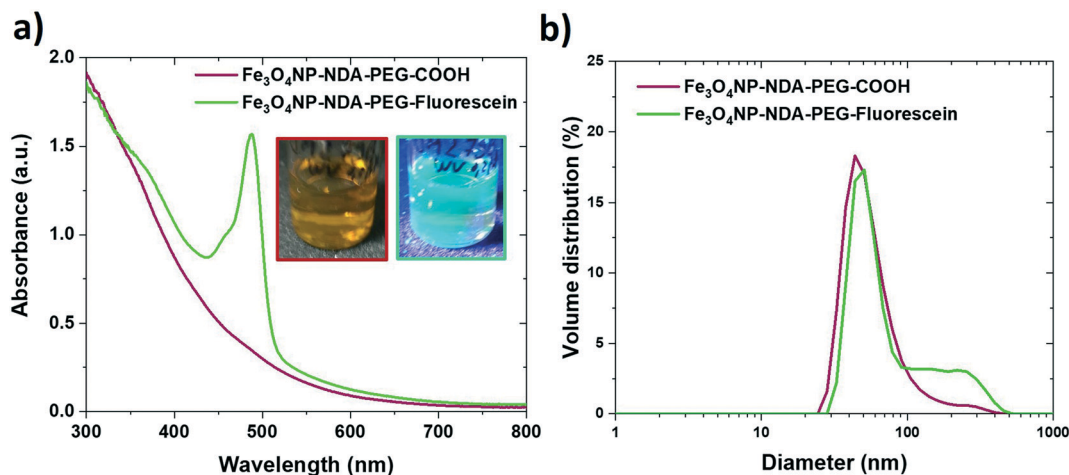 a)
Fe₃O₄NP-NDA-PEG-COOH
Fe₃O₄NP-NDA-PEG-Fluorescein
2.0
1.5
1.0
0.5
0.0
Absorbance (a.u.)
300
400
500
600
700
800
Wavelength (nm)
b)
Fe₃O₄NP-NDA-PEG-COOH
Fe₃O₄NP-NDA-PEG-Fluorescein
25
20
15
10
5
0
Volume distribution (%)
1
10
100
1000
Diameter (nm)